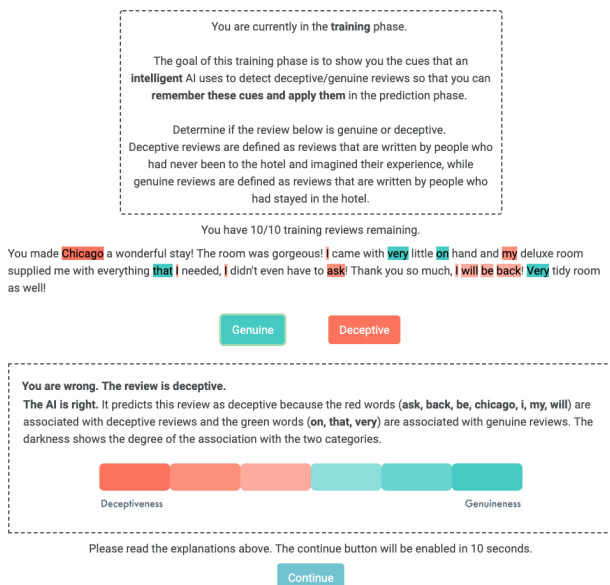 You are currently in the training phase.
The goal of this training phase is to show you the cues that an
intelligent AI uses to detect deceptive/genuine reviews so that you can
remember these cues and apply them in the prediction phase.
Determine if the review below is genuine or deceptive.
Deceptive reviews are defined as reviews that are written by people who
had never been to the hotel and imagined their experience, while
genuine reviews are defined as reviews that are written by people who
had stayed in the hotel.
You have 10/10 training reviews remaining.
You made Chicago a wonderful stay! The room was gorgeous! I came with very little on hand and my deluxe room
supplied me with everything that I needed, I didn't even have to ask! Thank you so much, I will be back! Very tidy room
as well!
Genuine Deceptive
You are wrong. The review is deceptive.
The AI is right. It predicts this review as deceptive because the red words (ask, back, be, chicago, i, my, will) are
associated with deceptive reviews and the green words (on, that, very) are associated with genuine reviews. The
darkness shows the degree of the association with the two categories.
Deceptiveness Genuineness
Please read the explanations above. The continue button will be enabled in 10 seconds.
Continue